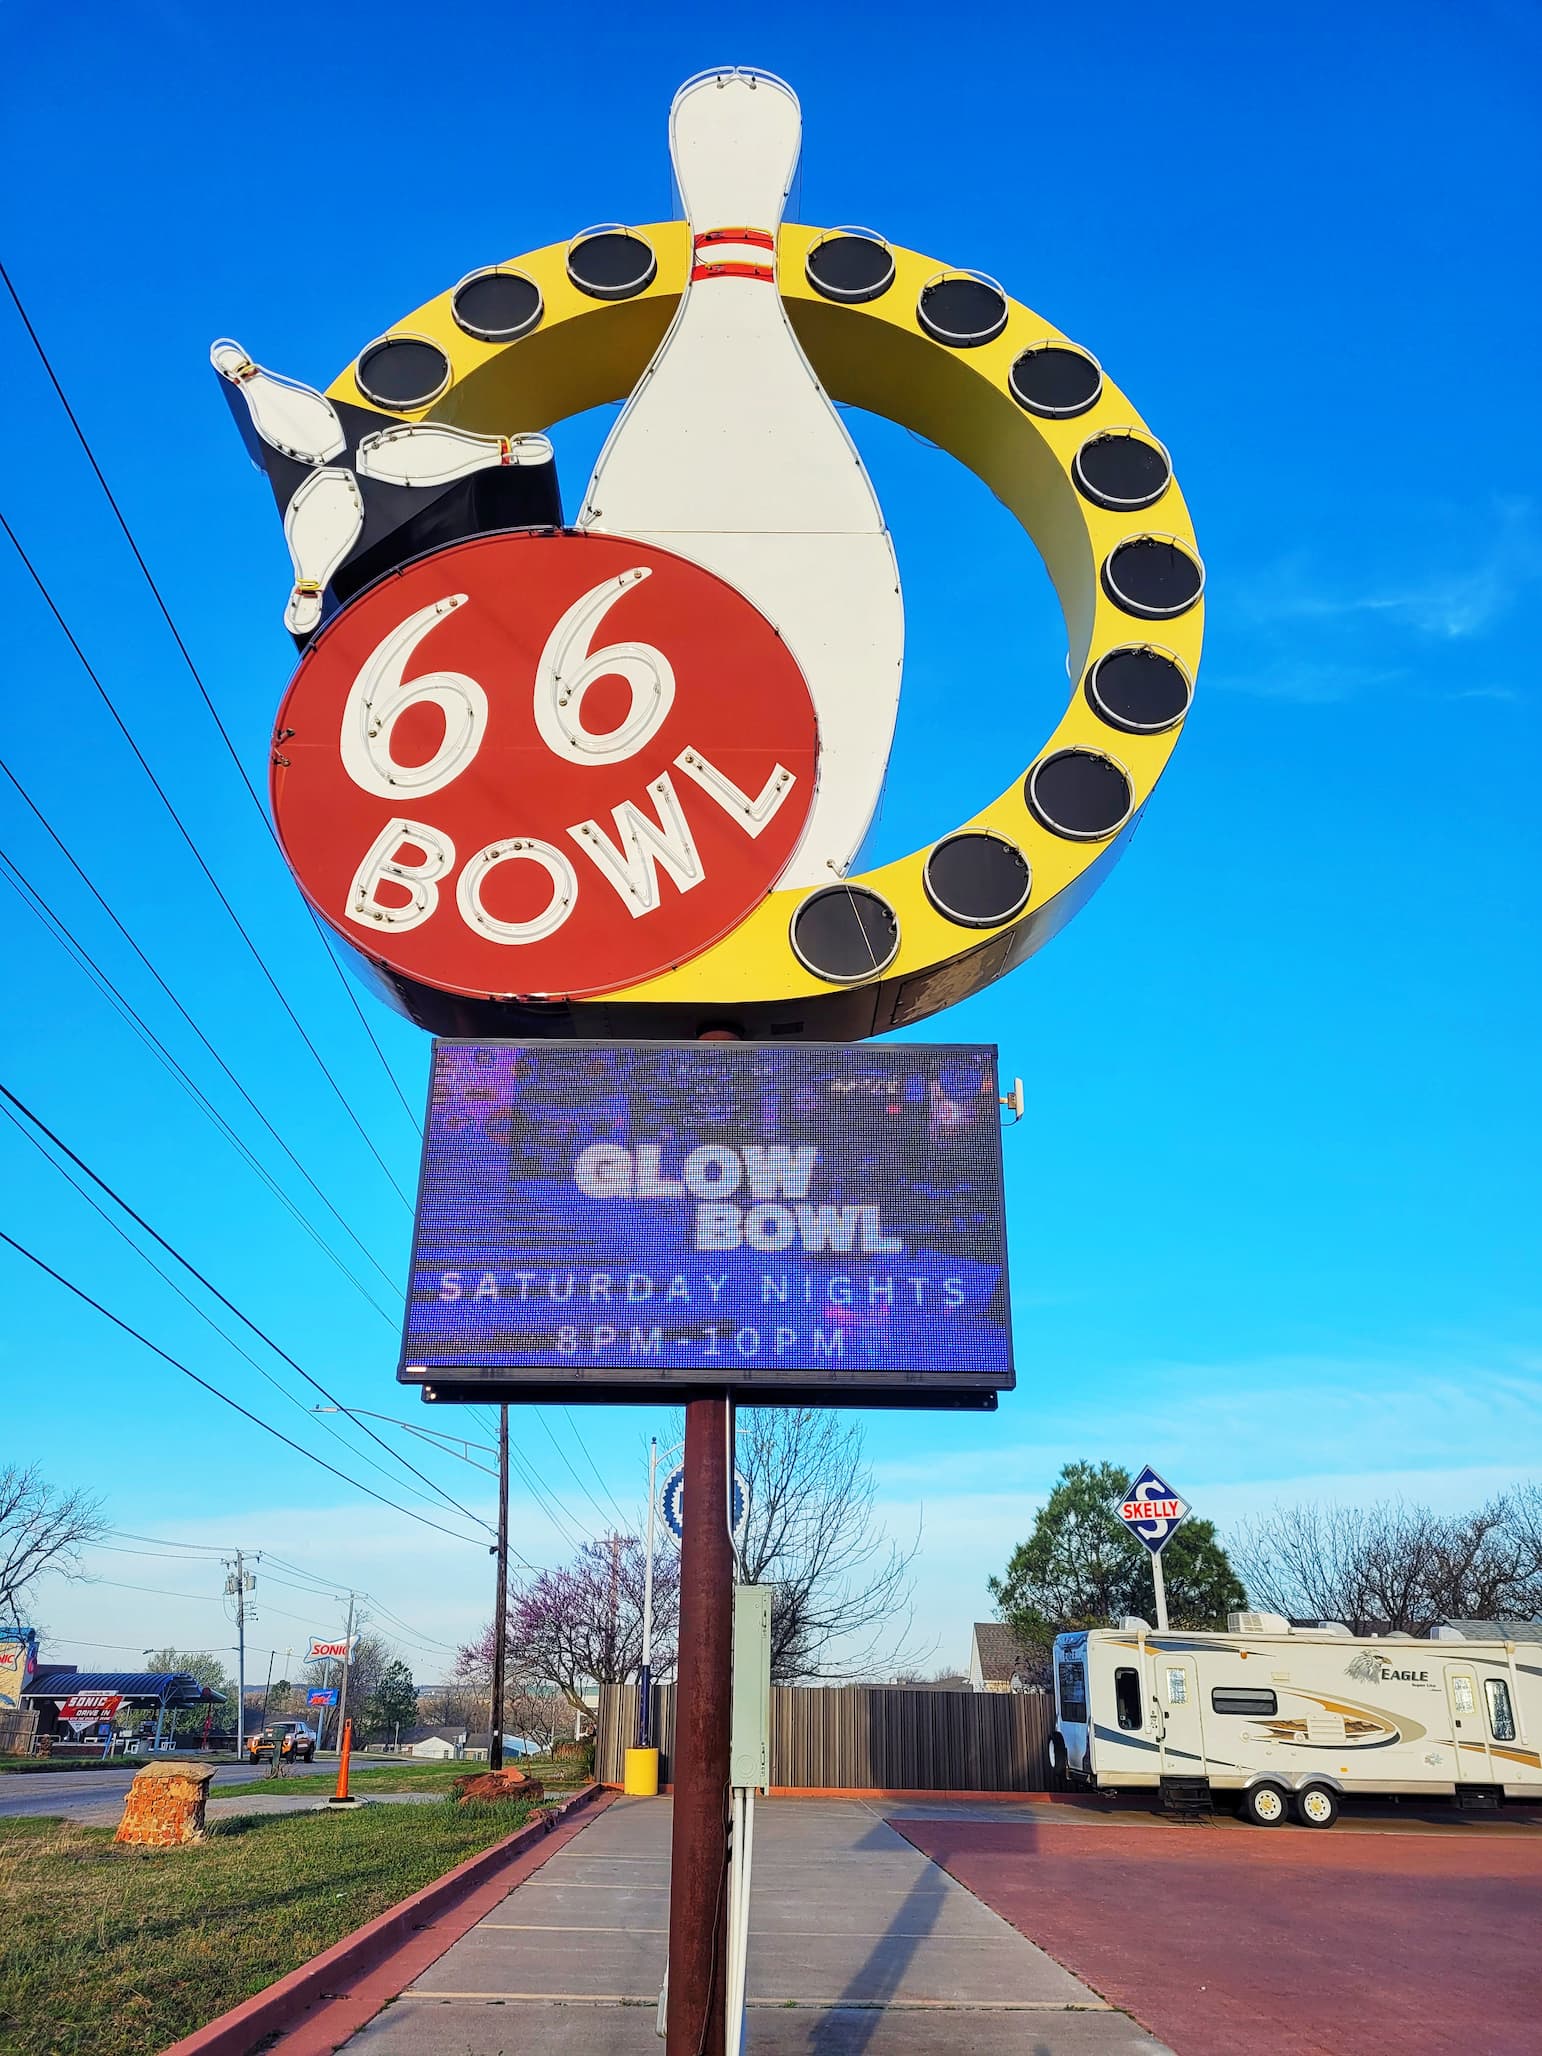 66
BOWL
GLOW
BOWL
SATURDAY NIGHTS
8PM-10PM
S
SKELLY
SONIC
SONIC
DRIVE IN
EAGLE